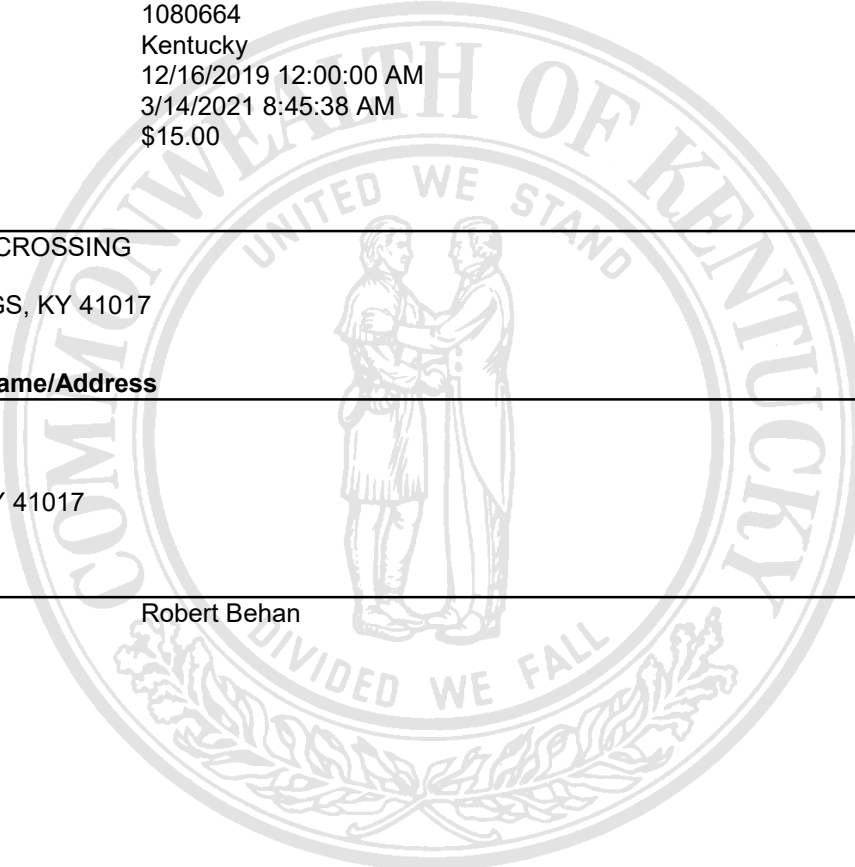 1080664
Kentucky
12/16/2019 12:00:00 AM
3/14/2021 8:45:38 AM
$15.00
COMMONWEALTH OF KENTUCKY
UNITED WE STAND
CROSSING
GS, KY 41017
ame/Address
Y 41017
Robert Behan
DIVIDED WE FALL